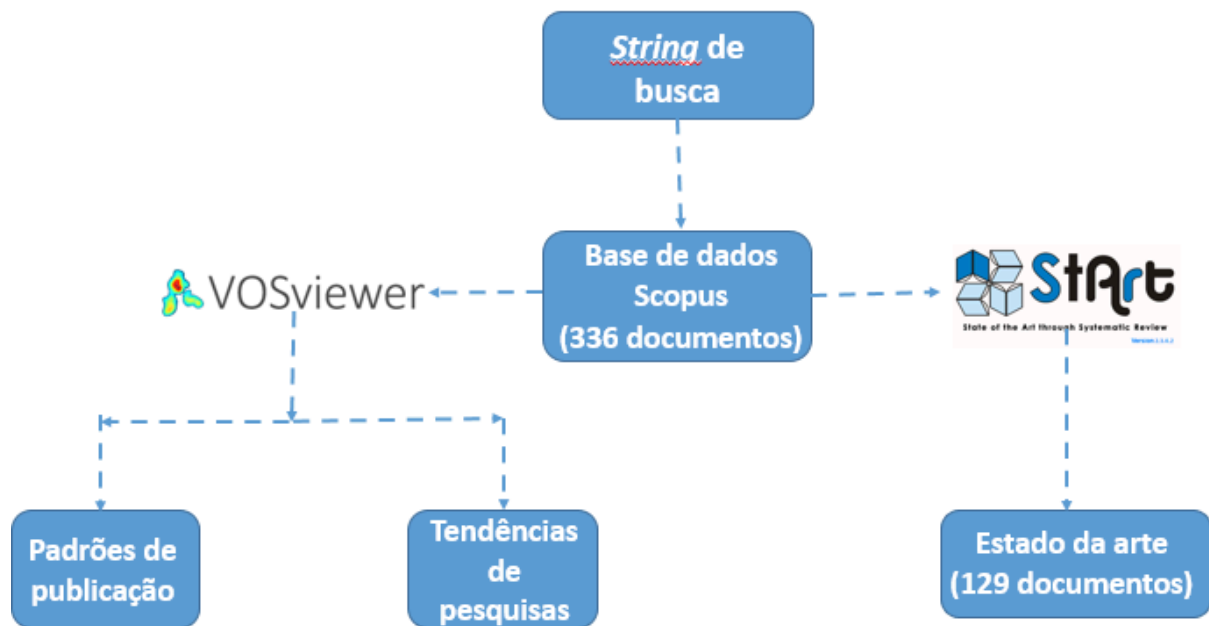 String de
busca
Base de dados
Scopus
(336 documentos)
VOSviewer
StArt
State of the Art through Systematic Review
Padrões de
publicação
Tendências
de
pesquisas
Estado da arte
(129 documentos)